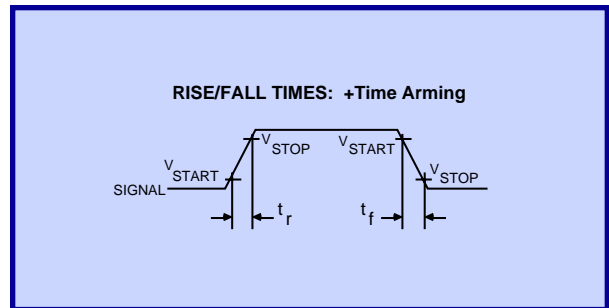 RISE/FALL TIMES: +Time Arming
VSTOP
VSTART
VSTART
VSTOP
SIGNAL
tr
tf